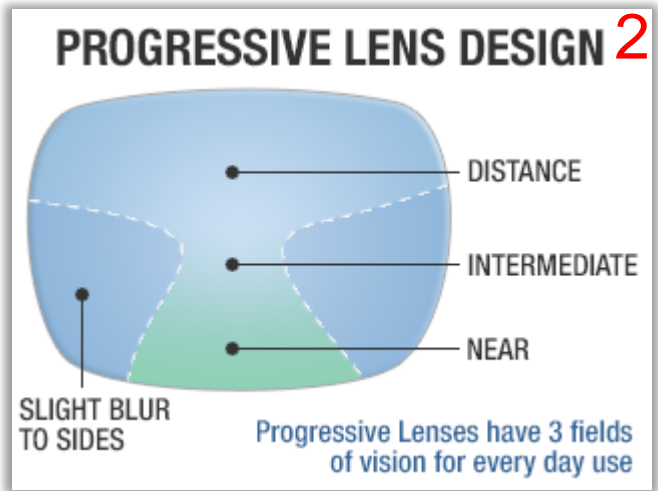 PROGRESSIVE LENS DESIGN 2
DISTANCE
INTERMEDIATE
NEAR
SLIGHT BLUR
TO SIDES
Progressive Lenses have 3 fields
of vision for every day use